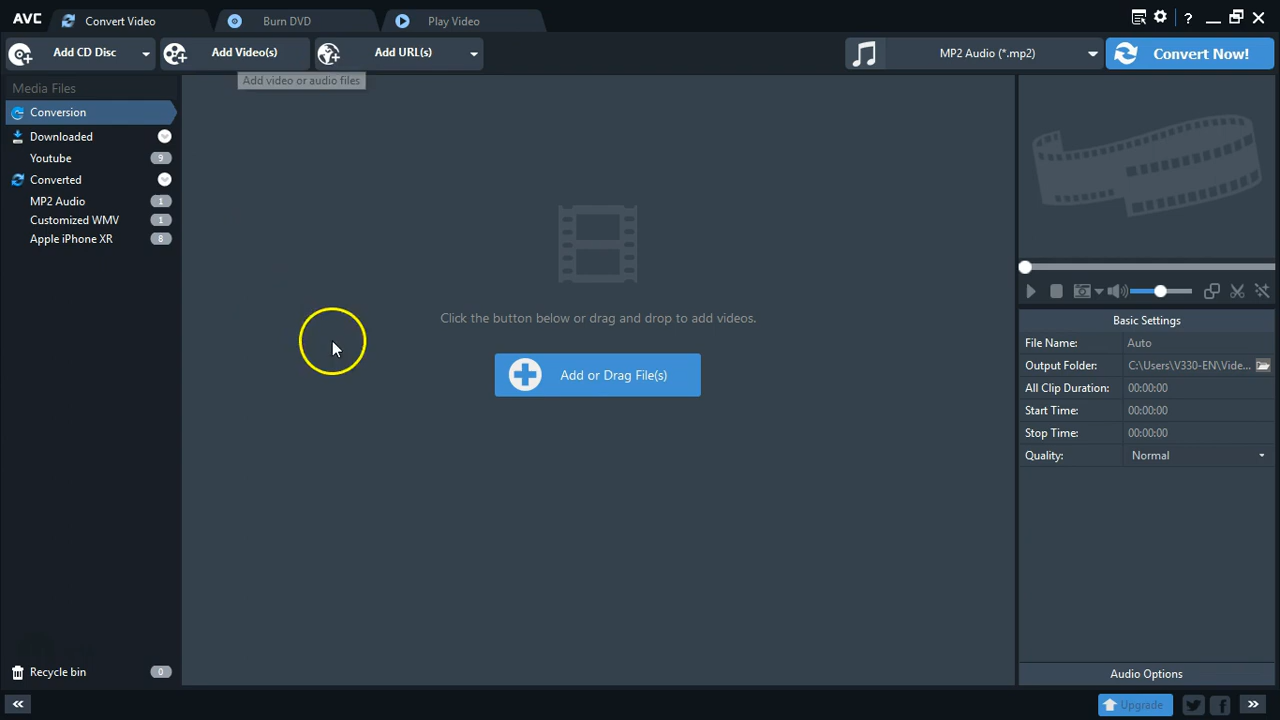 AVC
Convert Video
Burn DVD
Play Video
?
Add CD Disc
Add Video(s)
Add URL(s)
MP2 Audio (*.mp2)
Convert Now!
Add video or audio files
Media Files
Conversion
Downloaded
Youtube 9
Converted
MP2 Audio 1
Customized WMV 1
Apple iPhone XR 8
Click the button below or drag and drop to add videos.
Add or Drag File(s)
Basic Settings
File Name: Auto
Output Folder: C:\Users\V330-EN\Vide...
All Clip Duration: 00:00:00
Start Time: 00:00:00
Stop Time: 00:00:00
Quality: Normal
Recycle bin 0
Audio Options
Upgrade